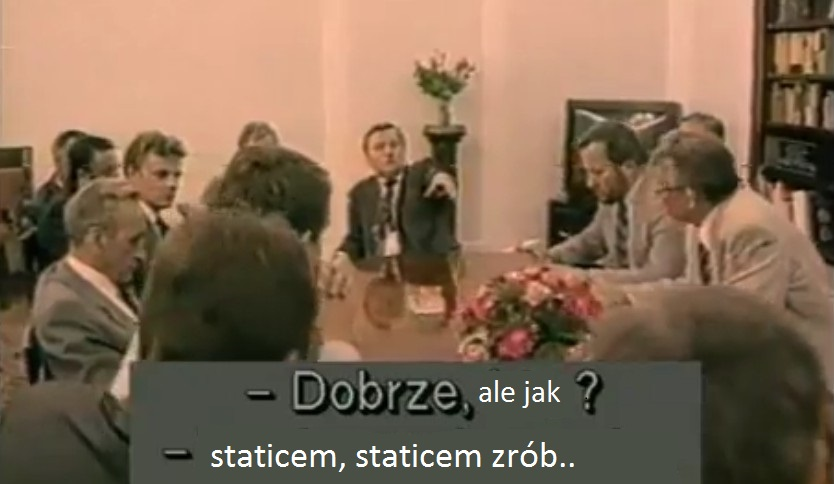 – Dobrze, ale jak ?
– staticem, staticem zrób..